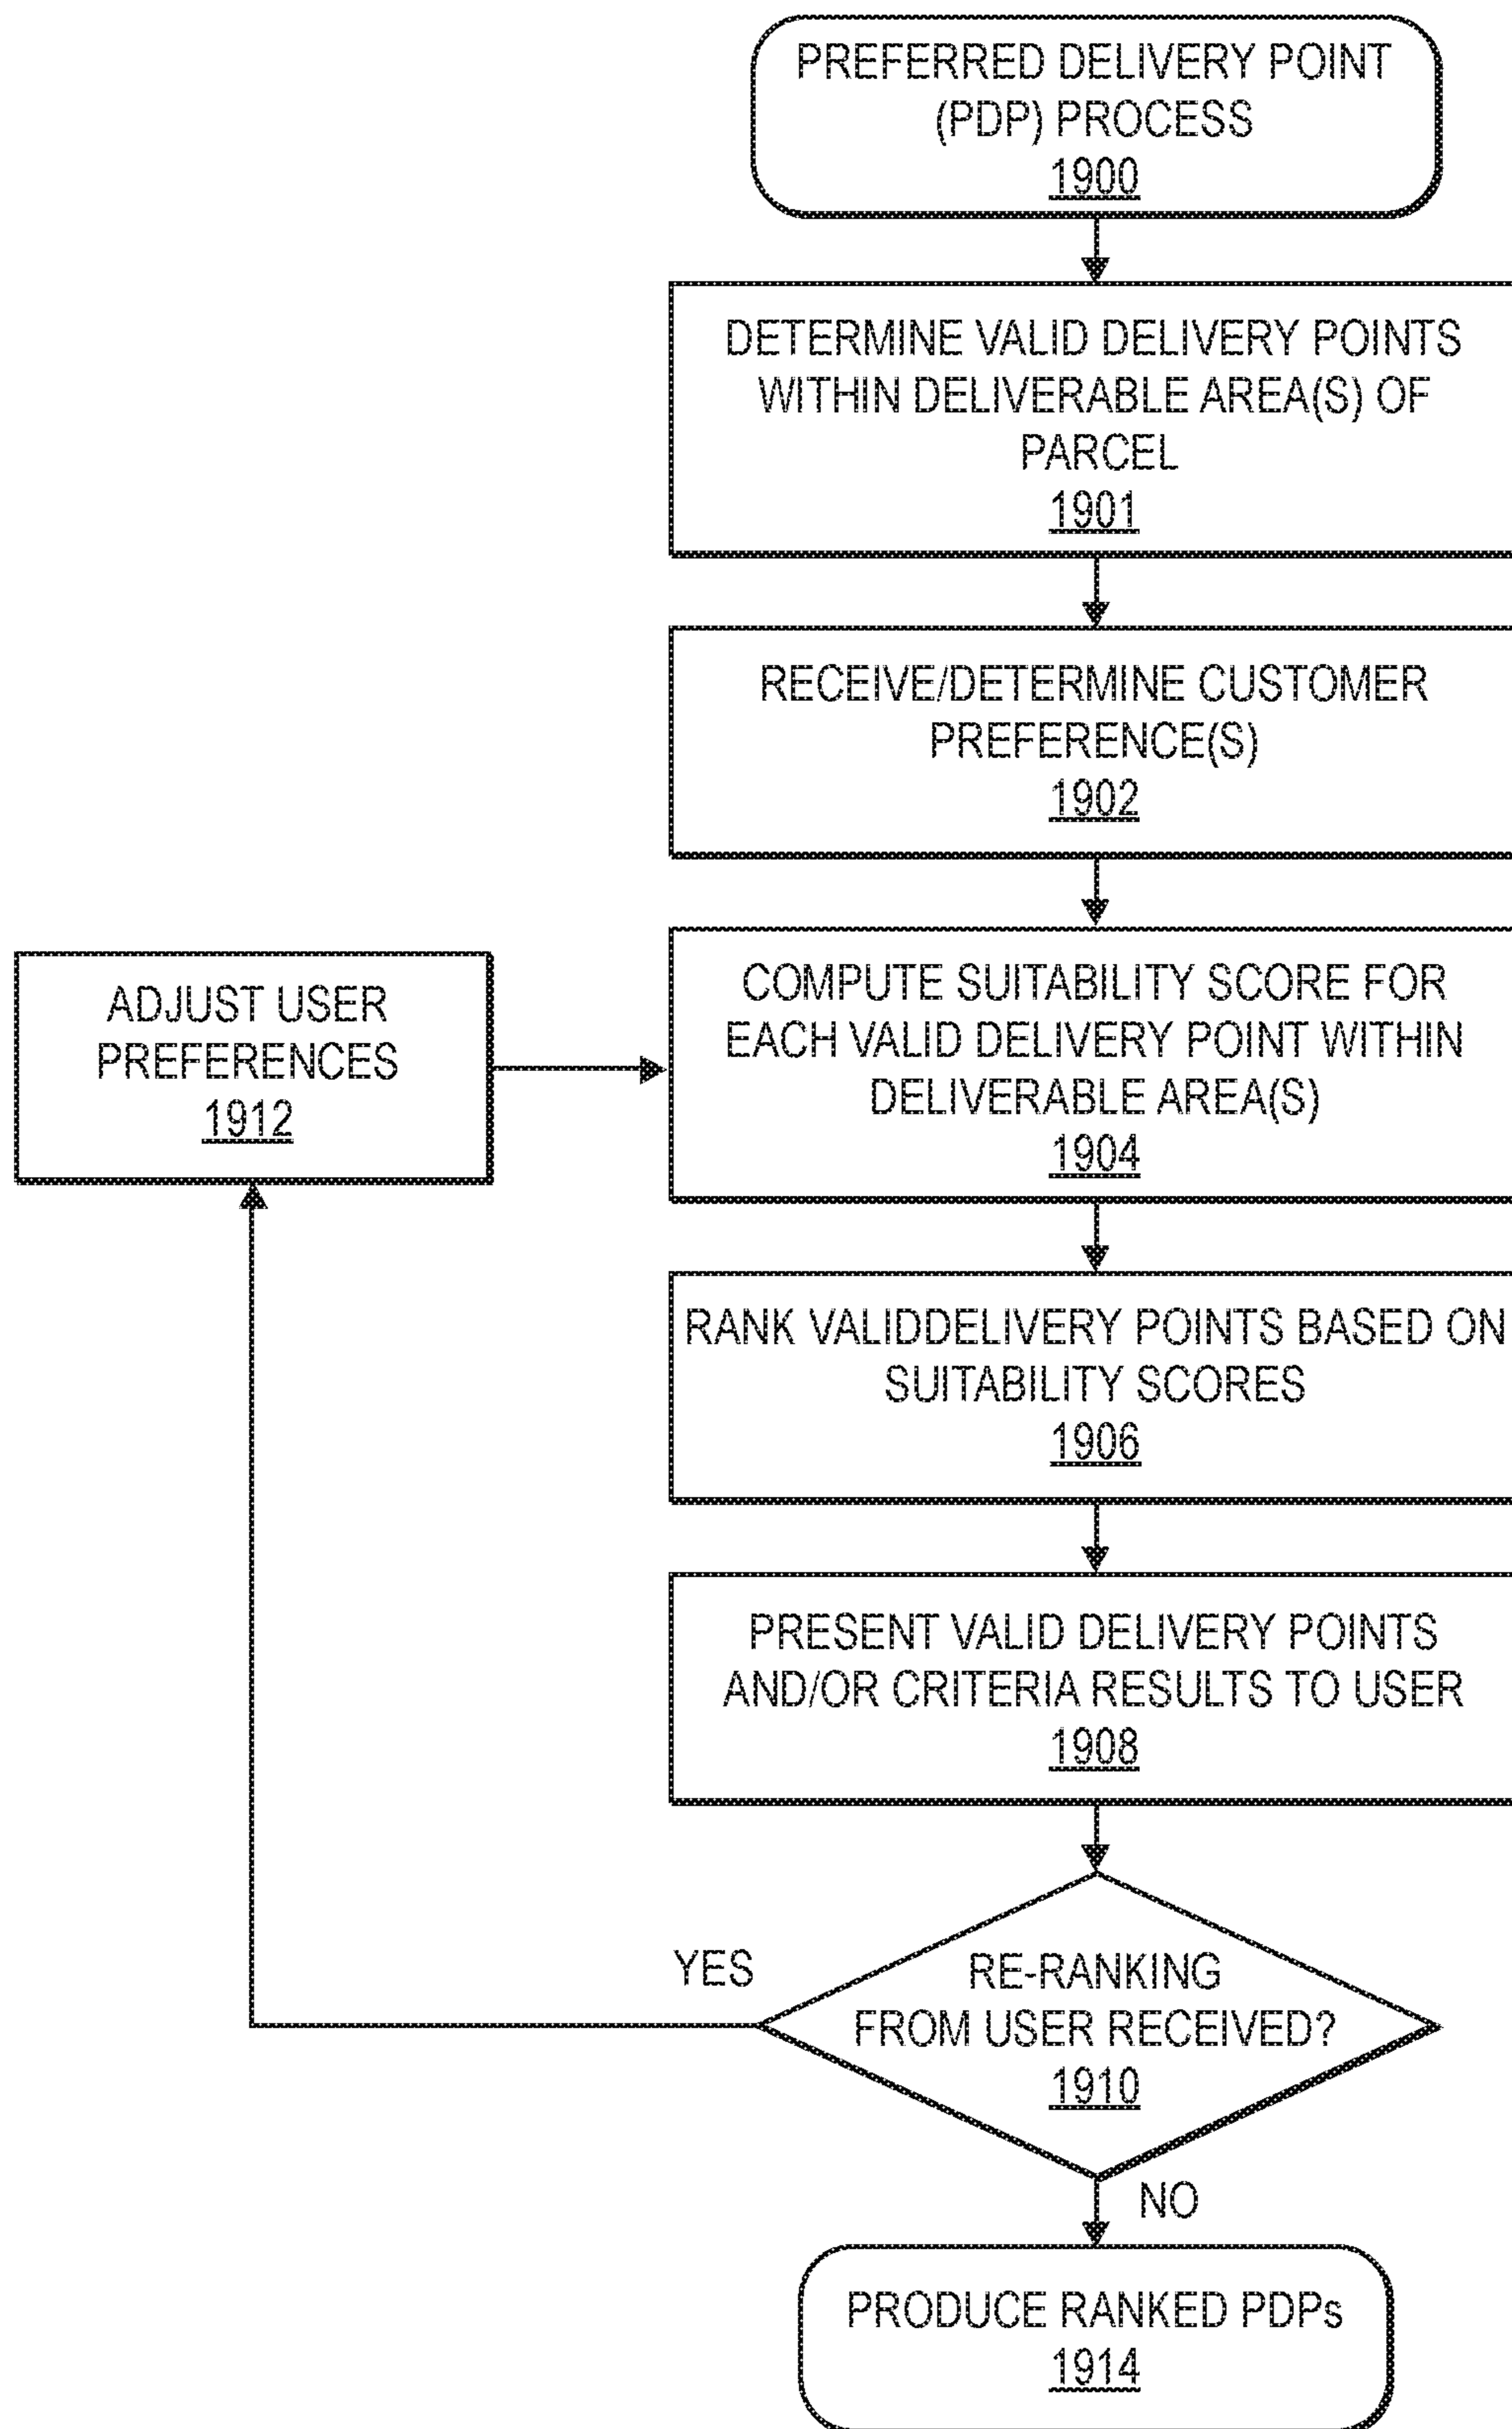 PREFERRED DELIVERY POINT
(PDP) PROCESS
1900
DETERMINE VALID DELIVERY POINTS
WITHIN DELIVERABLE AREA(S) OF
PARCEL
1901
RECEIVE/DETERMINE CUSTOMER
PREFERENCE(S)
1902
ADJUST USER
PREFERENCES
1912
COMPUTE SUITABILITY SCORE FOR
EACH VALID DELIVERY POINT WITHIN
DELIVERABLE AREA(S)
1904
RANK VALIDDELIVERY POINTS BASED ON
SUITABILITY SCORES
1906
PRESENT VALID DELIVERY POINTS
AND/OR CRITERIA RESULTS TO USER
1908
YES
RE-RANKING
FROM USER RECEIVED?
1910
NO
PRODUCE RANKED PDPs
1914